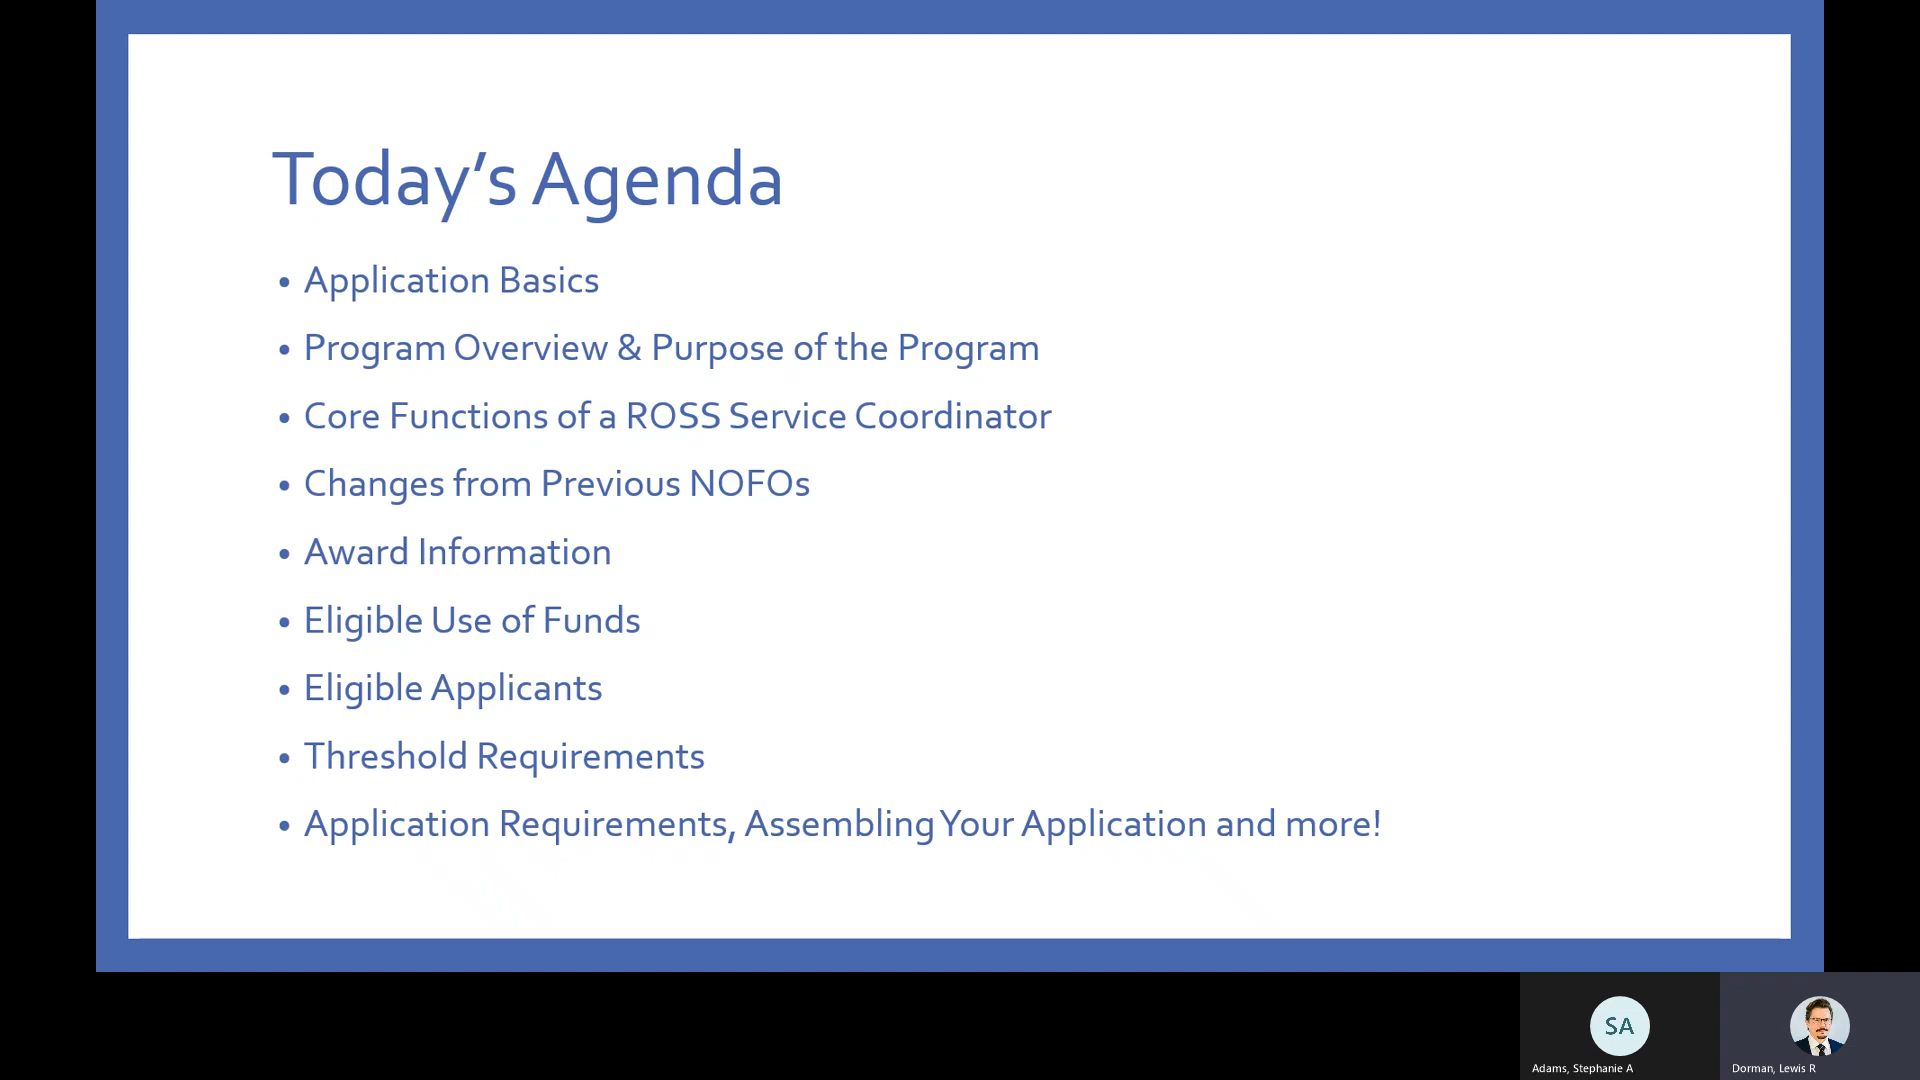 Today’s Agenda
• Application Basics
• Program Overview & Purpose of the Program
• Core Functions of a ROSS Service Coordinator
• Changes from Previous NOFOs
• Award Information
• Eligible Use of Funds
• Eligible Applicants
• Threshold Requirements
• Application Requirements, Assembling Your Application and more!
SA
Adams, Stephanie A
Dorman, Lewis R